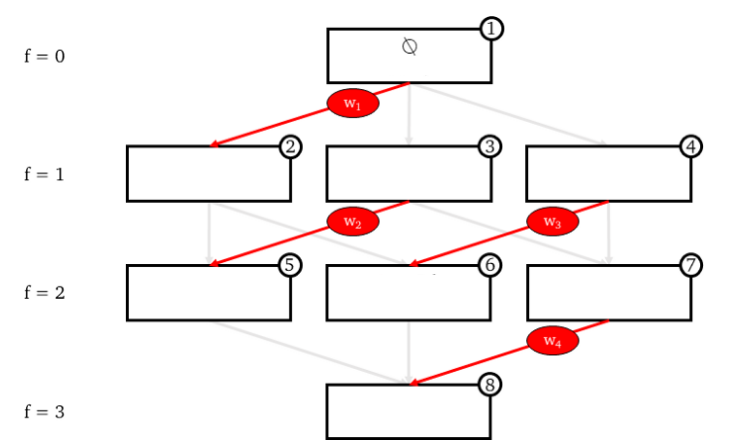 f = 0
∅
1
w₁
f = 1
2
3
4
w₂
w₃
f = 2
5
6
7
w₄
f = 3
8